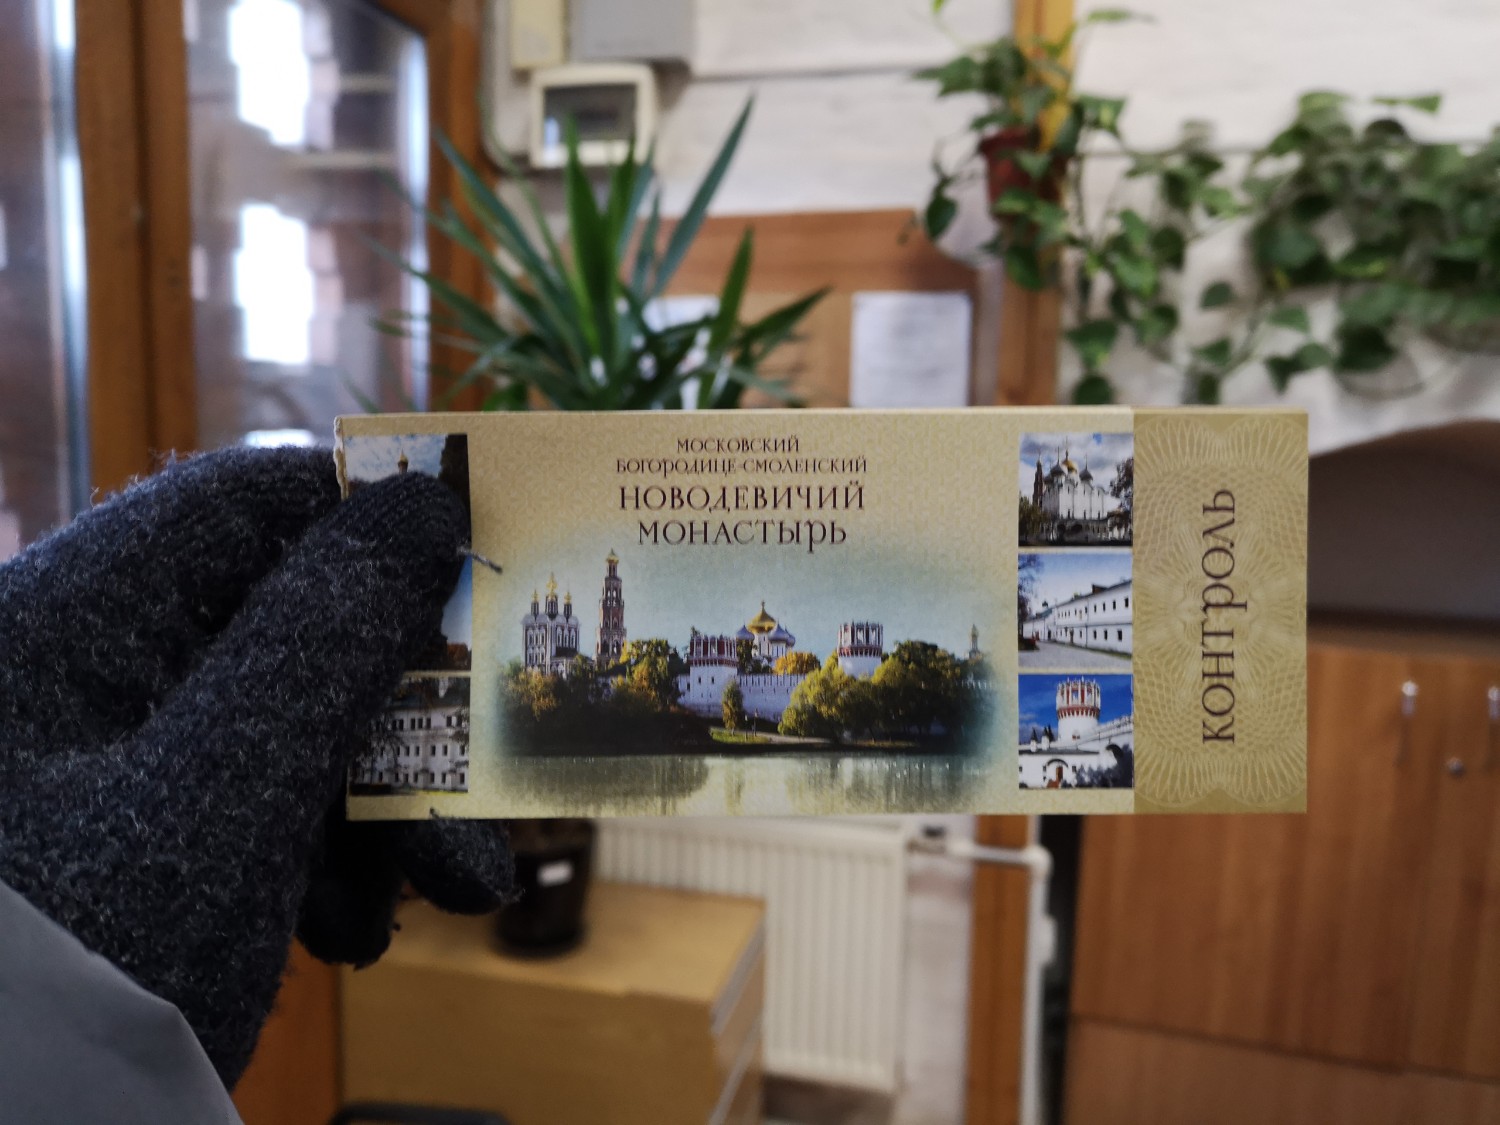 МОСКОВСКИЙ
БОГОРОДИЦЕ-СМОЛЕНСКИЙ
НОВОДЕВИЧИЙ
МОНАСТЫРЬ
КОНТРОЛЬ